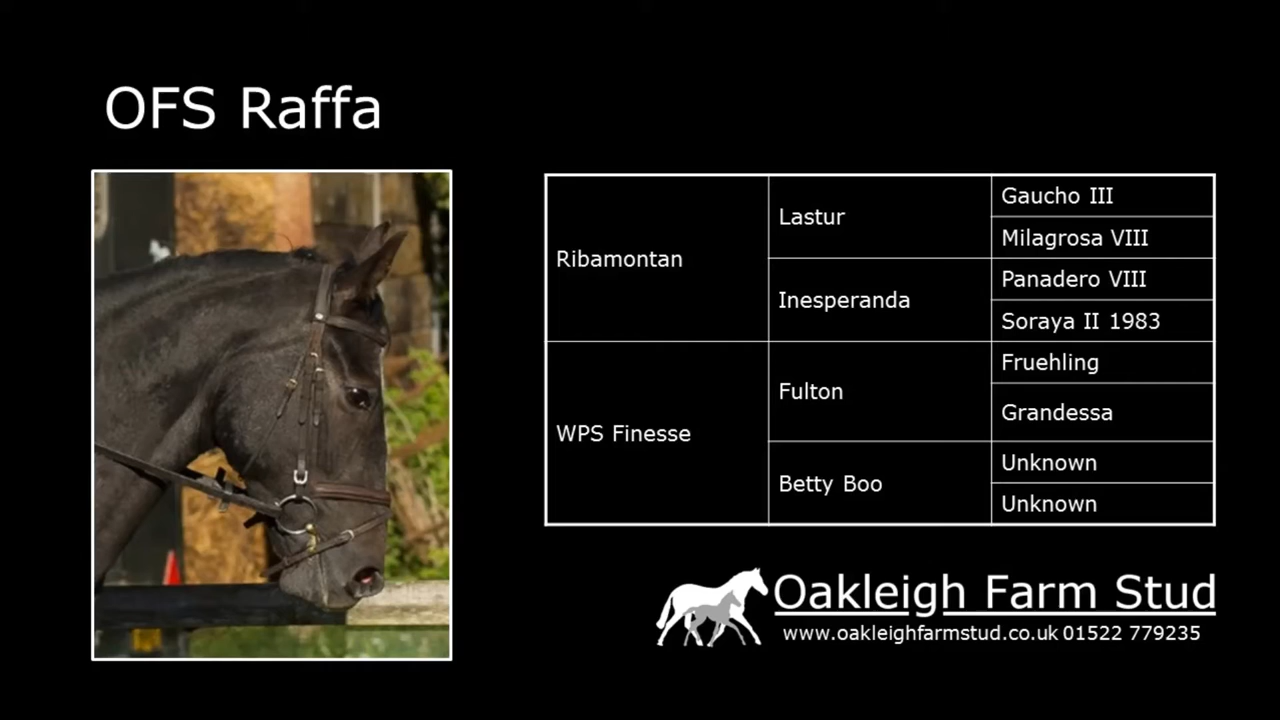 OFS Raffa
Ribamontan
Lastur
Gaucho III
Milagrosa VIII
Inesperanda
Panadero VIII
Soraya II 1983
WPS Finesse
Fulton
Fruehling
Grandessa
Betty Boo
Unknown
Unknown
Oakleigh Farm Stud
www.oakleighfarmstud.co.uk 01522 779235